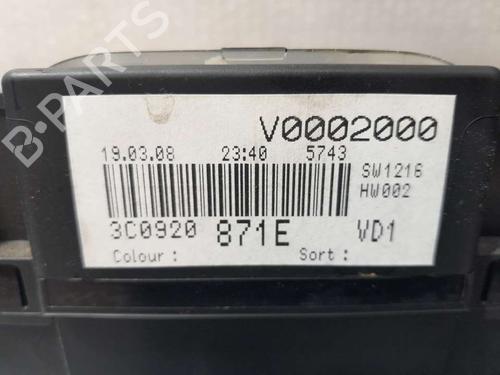 V0002000
19.03.08 23:40 5743
SW1216
HW002
3C0920 871E VD1
Colour : Sort :
B-PARTS